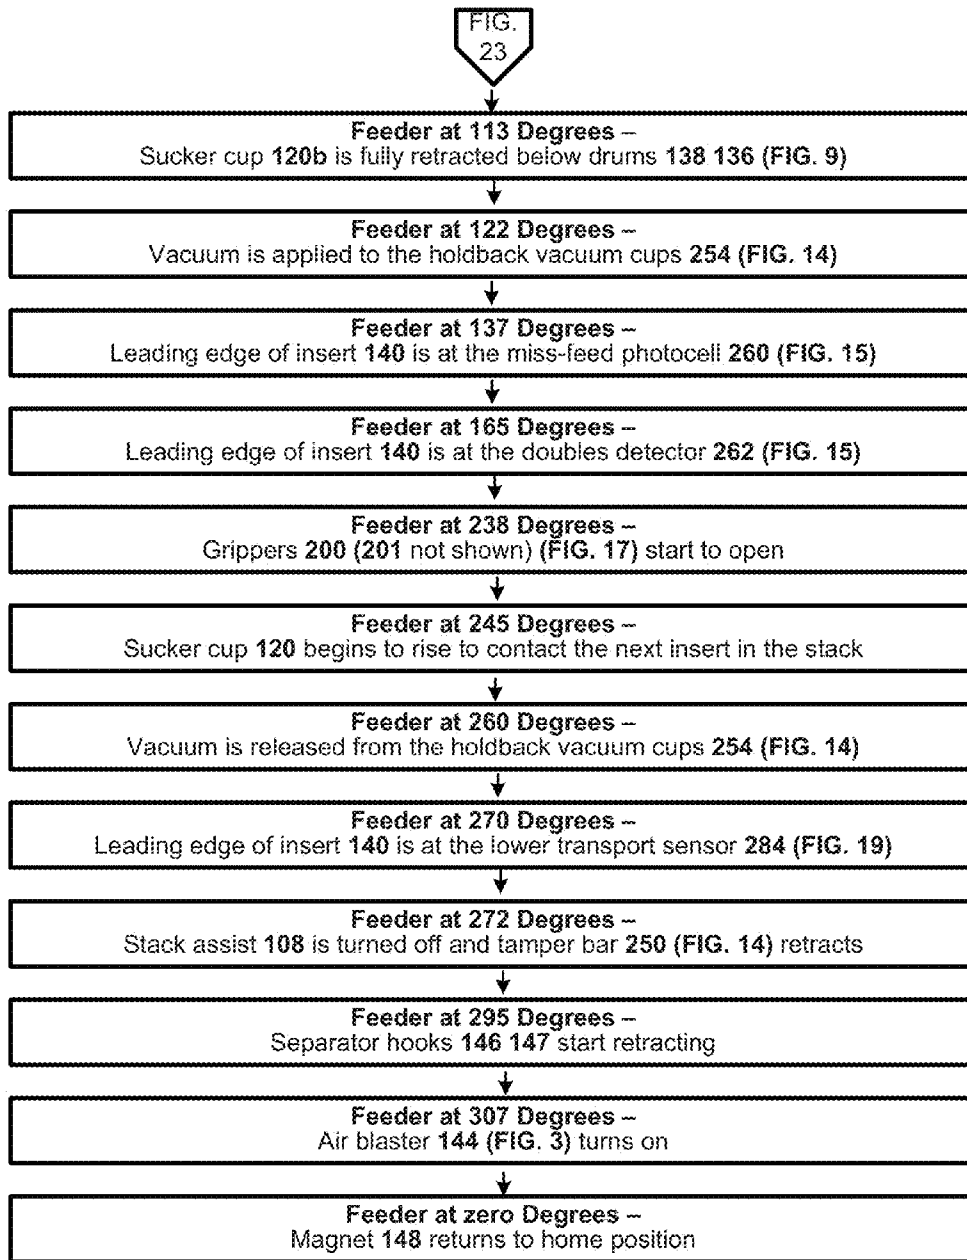 FIG.
23
Feeder at 113 Degrees –
Sucker cup 120b is fully retracted below drums 138 136 (FIG. 9)
Feeder at 122 Degrees –
Vacuum is applied to the holdback vacuum cups 254 (FIG. 14)
Feeder at 137 Degrees –
Leading edge of insert 140 is at the miss-feed photocell 260 (FIG. 15)
Feeder at 165 Degrees –
Leading edge of insert 140 is at the doubles detector 262 (FIG. 15)
Feeder at 238 Degrees –
Grippers 200 (201 not shown) (FIG. 17) start to open
Feeder at 245 Degrees –
Sucker cup 120 begins to rise to contact the next insert in the stack
Feeder at 260 Degrees –
Vacuum is released from the holdback vacuum cups 254 (FIG. 14)
Feeder at 270 Degrees –
Leading edge of insert 140 is at the lower transport sensor 284 (FIG. 19)
Feeder at 272 Degrees –
Stack assist 108 is turned off and tamper bar 250 (FIG. 14) retracts
Feeder at 295 Degrees –
Separator hooks 146 147 start retracting
Feeder at 307 Degrees –
Air blaster 144 (FIG. 3) turns on
Feeder at zero Degrees –
Magnet 148 returns to home position